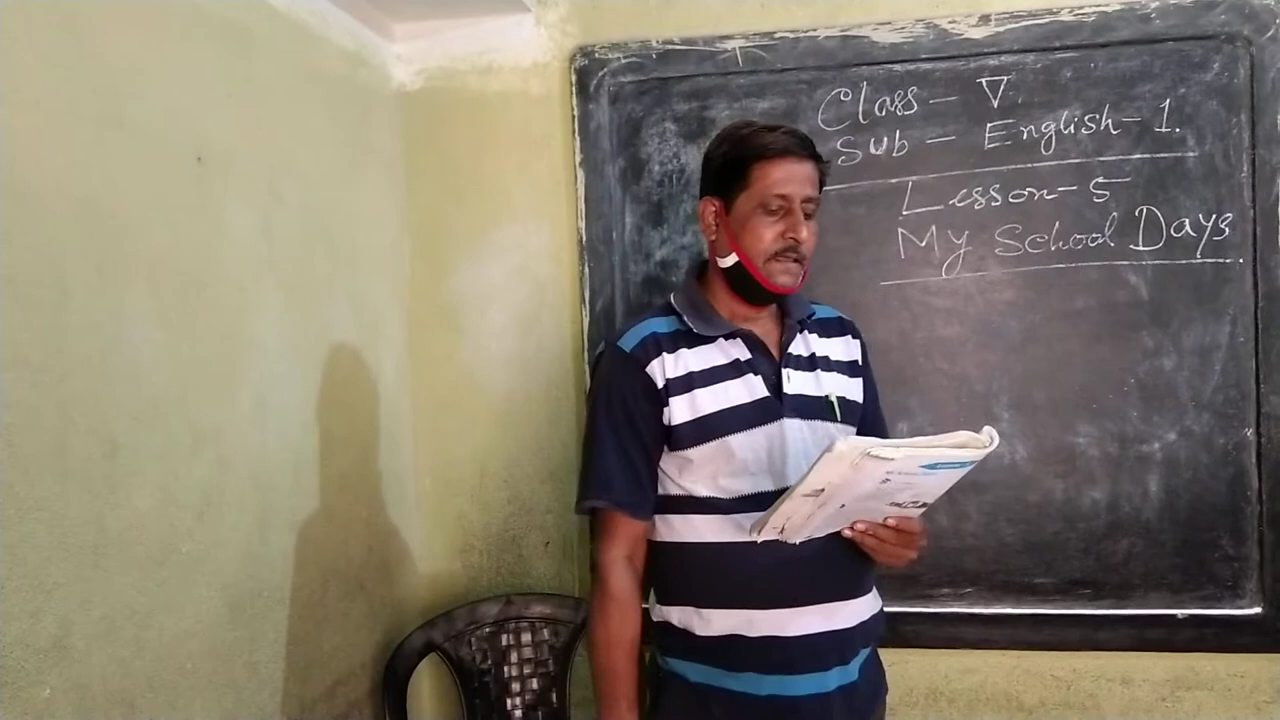 Class - V.
Sub - English - 1.
Lesson - 5
My School Days